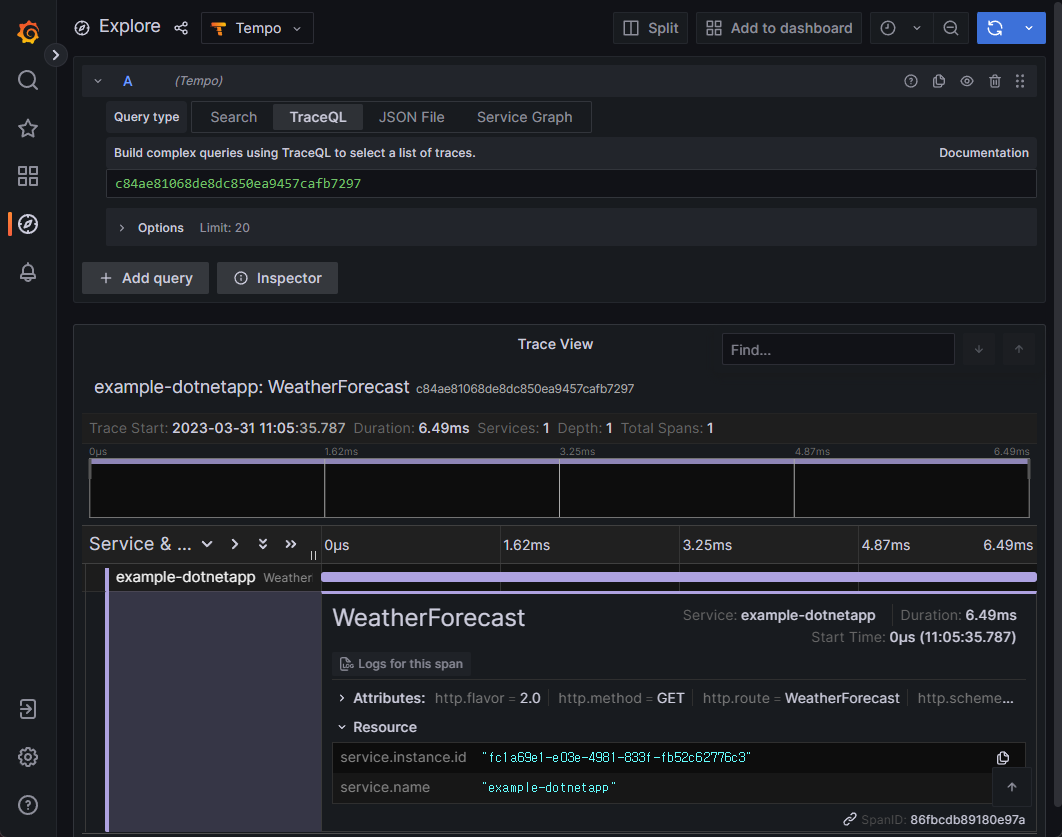 Explore
Tempo
Split
Add to dashboard
A (Tempo)
Query type Search TraceQL JSON File Service Graph
Build complex queries using TraceQL to select a list of traces. Documentation
c84ae81068de8dc850ea9457cafb7297
Options Limit: 20
+ Add query
Inspector
Trace View
Find...
example-dotnetapp: WeatherForecast c84ae81068de8dc850ea9457cafb7297
Trace Start: 2023-03-31 11:05:35.787 Duration: 6.49ms Services: 1 Depth: 1 Total Spans: 1
0µs 1.62ms 3.25ms 4.87ms 6.49ms
Service & ... 0µs 1.62ms 3.25ms 4.87ms 6.49ms
example-dotnetapp Weather
WeatherForecast
Service: example-dotnetapp Duration: 6.49ms
Start Time: 0µs (11:05:35.787)
Logs for this span
Attributes: http.flavor = 2.0 http.method = GET http.route = WeatherForecast http.scheme...
Resource
service.instance.id "fc1a69e1-e03e-4981-833f-fb52c62776c3"
service.name "example-dotnetapp"
SpanID: 86fbcdb89180e97a